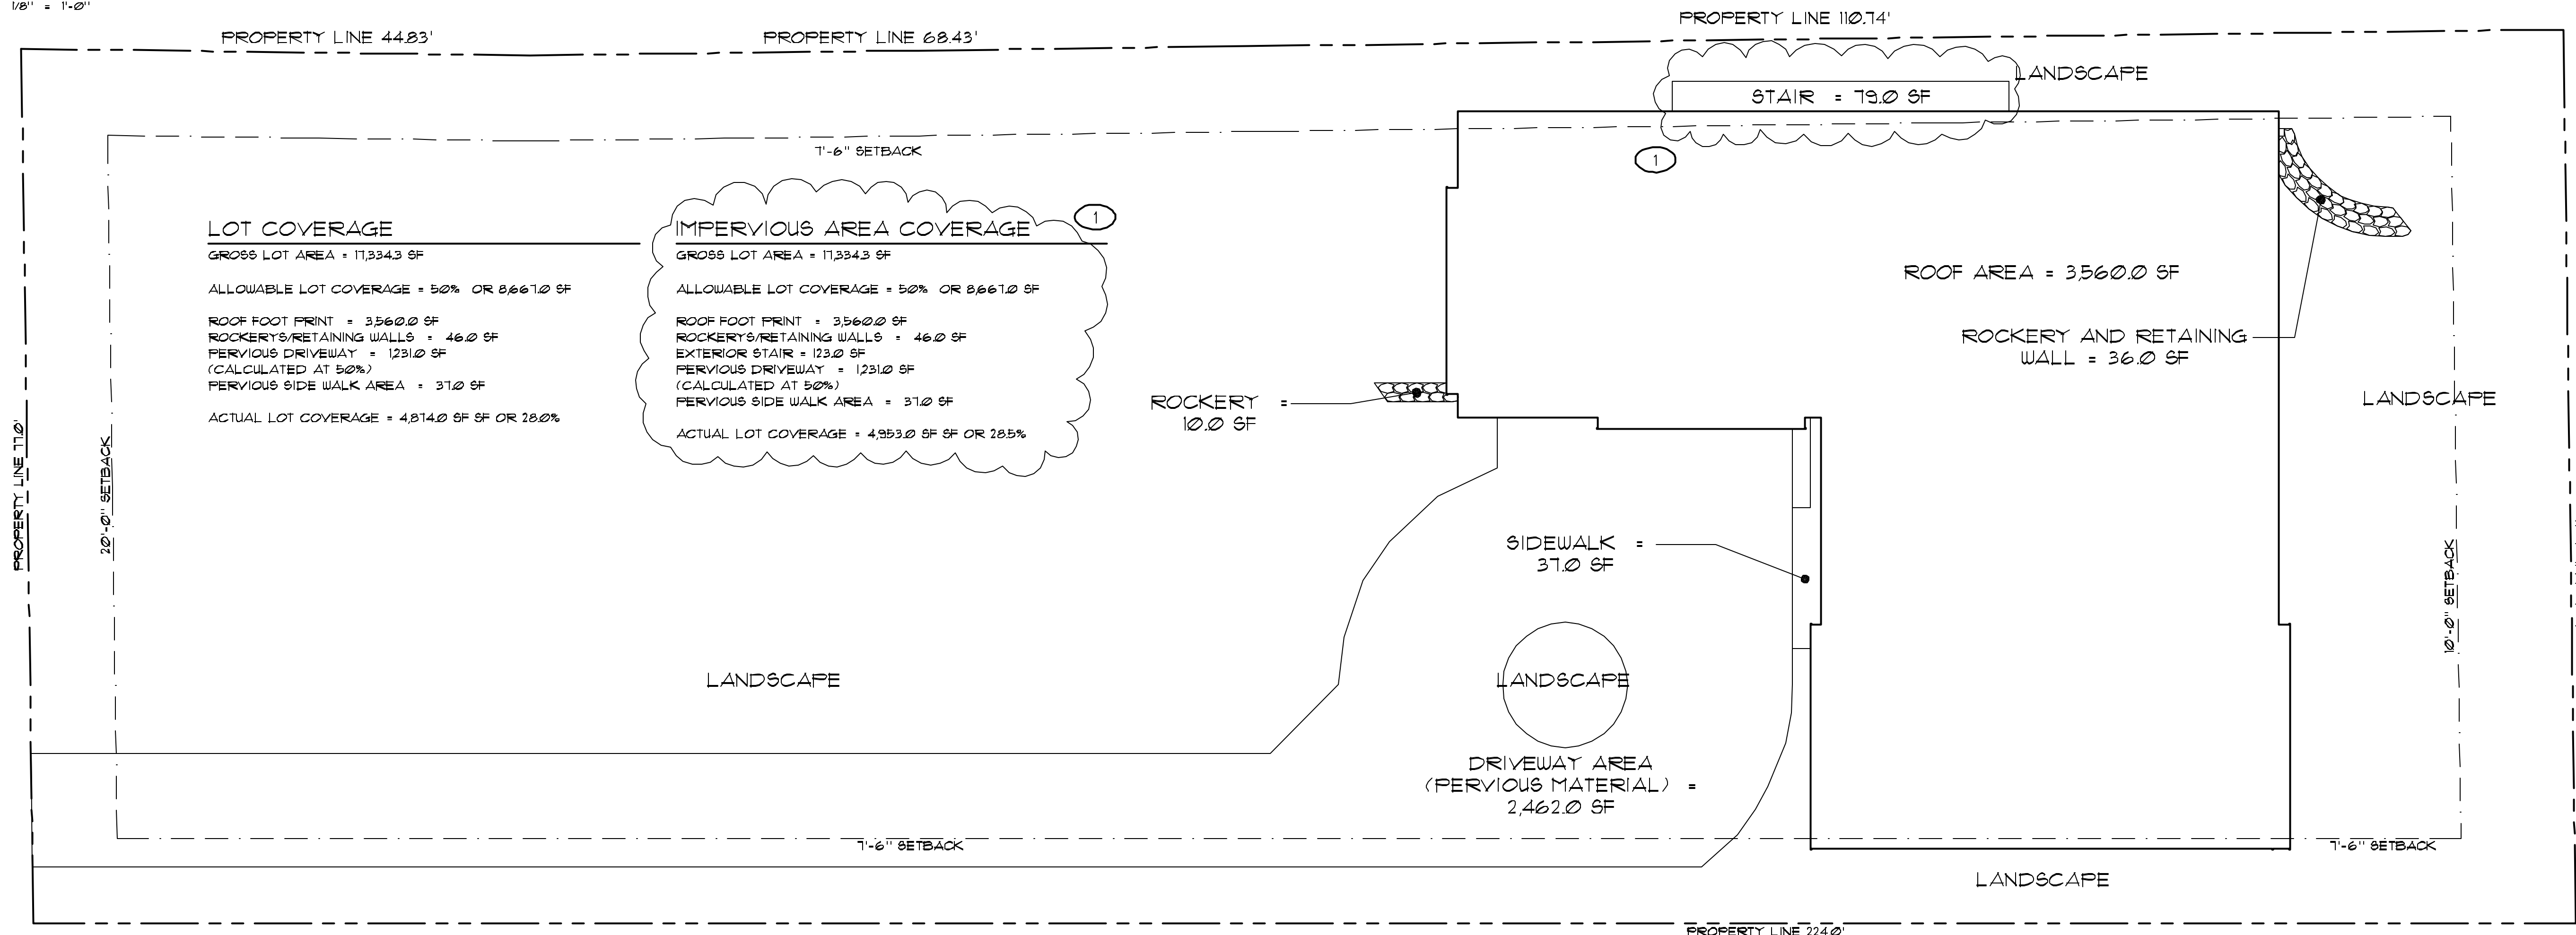 1/8" = 1'-0"
PROPERTY LINE 44.83'
PROPERTY LINE 68.43'
PROPERTY LINE 110.74'
LANDSCAPE
STAIR = 79.0 SF
7'-6" SETBACK
1
LOT COVERAGE
GROSS LOT AREA = 17,334.3 SF
ALLOWABLE LOT COVERAGE = 50% OR 8,667.0 SF
ROOF FOOT PRINT = 3,560.0 SF
ROCKERYS/RETAINING WALLS = 46.0 SF
PERVIOUS DRIVEWAY = 1,231.0 SF
(CALCULATED AT 50%)
PERVIOUS SIDE WALK AREA = 37.0 SF
ACTUAL LOT COVERAGE = 4,874.0 SF SF OR 28.0%
IMPERVIOUS AREA COVERAGE
1
GROSS LOT AREA = 17,334.3 SF
ALLOWABLE LOT COVERAGE = 50% OR 8,667.0 SF
ROOF FOOT PRINT = 3,560.0 SF
ROCKERYS/RETAINING WALLS = 46.0 SF
EXTERIOR STAIR = 123.0 SF
PERVIOUS DRIVEWAY = 1,231.0 SF
(CALCULATED AT 50%)
PERVIOUS SIDE WALK AREA = 37.0 SF
ACTUAL LOT COVERAGE = 4,953.0 SF SF OR 28.5%
ROOF AREA = 3,560.0 SF
ROCKERY AND RETAINING
WALL = 36.0 SF
LANDSCAPE
ROCKERY =
10.0 SF
PROPERTY LINE 77.0'
20'-0" SETBACK
SIDEWALK =
37.0 SF
10'-0" SETBACK
LANDSCAPE
LANDSCAPE
DRIVEWAY AREA
(PERVIOUS MATERIAL) =
2,462.0 SF
7'-6" SETBACK
7'-6" SETBACK
LANDSCAPE
PROPERTY LINE 224.0'